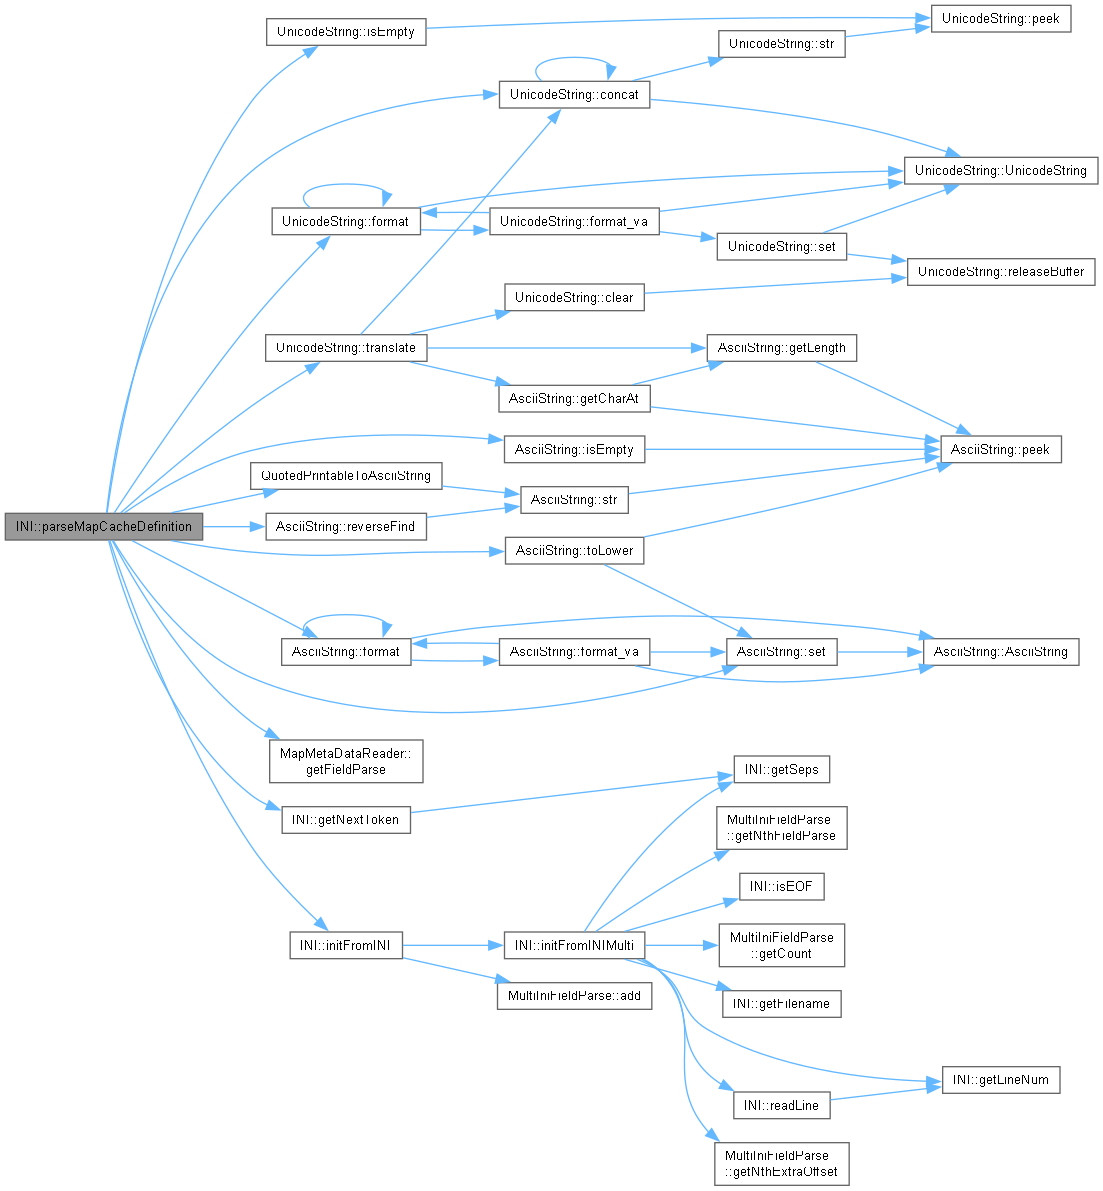 UnicodeString::isEmpty
UnicodeString::peek
UnicodeString::str
UnicodeString::concat
UnicodeString::UnicodeString
UnicodeString::format
UnicodeString::format_va
UnicodeString::set
UnicodeString::releaseBuffer
UnicodeString::clear
UnicodeString::translate
AsciiString::getLength
AsciiString::getCharAt
AsciiString::isEmpty
AsciiString::peek
QuotedPrintableToAsciiString
AsciiString::str
INI::parseMapCacheDefinition
AsciiString::reverseFind
AsciiString::toLower
AsciiString::format
AsciiString::format_va
AsciiString::set
AsciiString::AsciiString
MapMetaDataReader::
getFieldParse
INI::getSeps
INI::getNextToken
MultiIniFieldParse
::getNthFieldParse
INI::isEOF
INI::initFromINI
INI::initFromINIMulti
MultiIniFieldParse
::getCount
MultiIniFieldParse::add
INI::getFilename
INI::getLineNum
INI::readLine
MultiIniFieldParse
::getNthExtraOffset